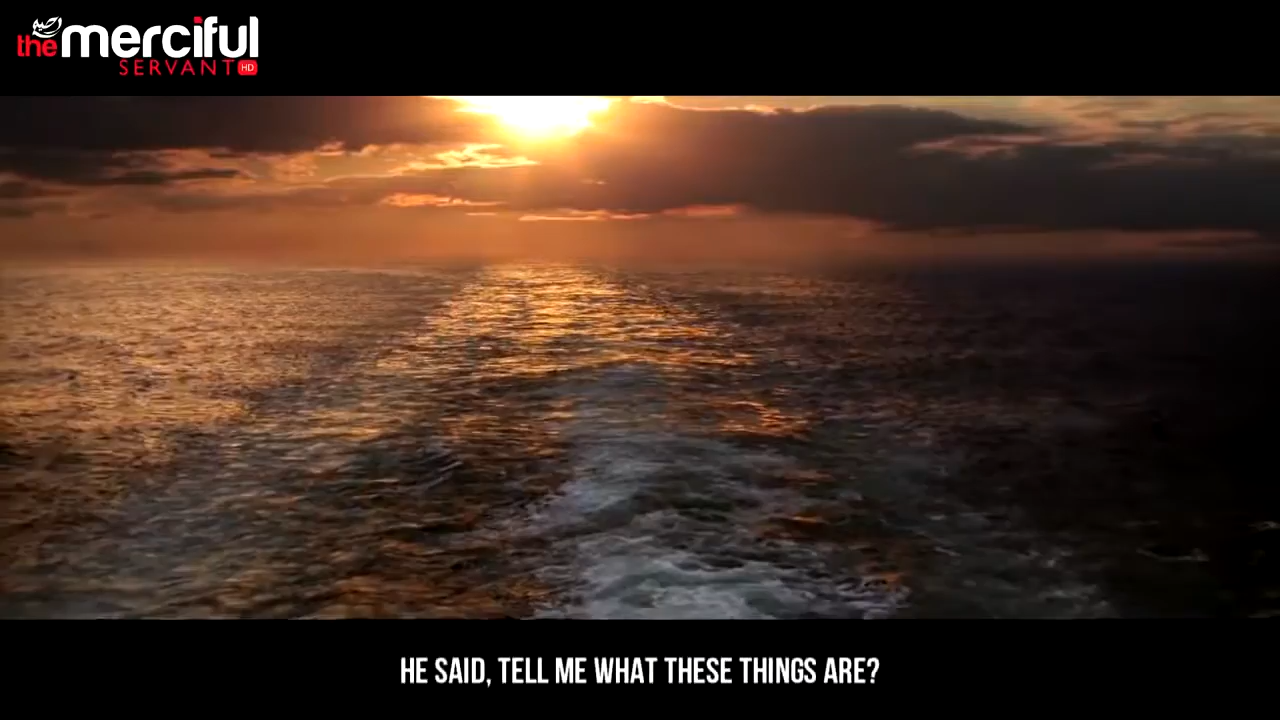 the merciful
SERVANT HD
HE SAID, TELL ME WHAT THESE THINGS ARE?